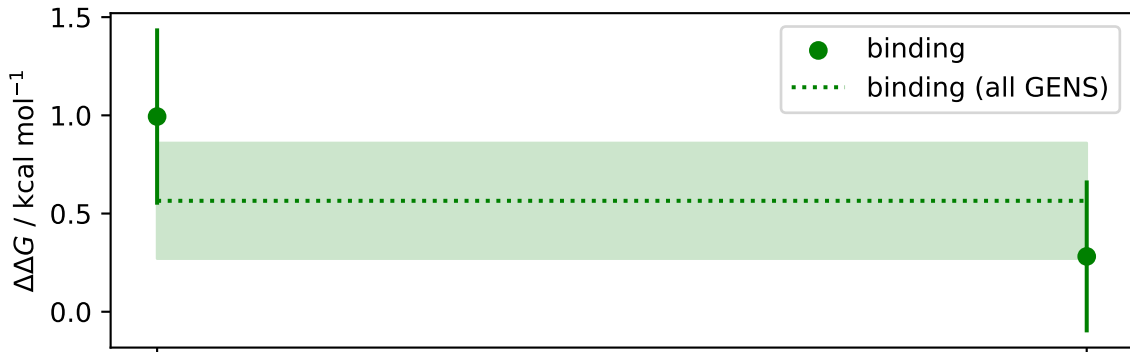 1.5
1.0
0.5
0.0
ΔΔG / kcal mol⁻¹
binding
binding (all GENS)